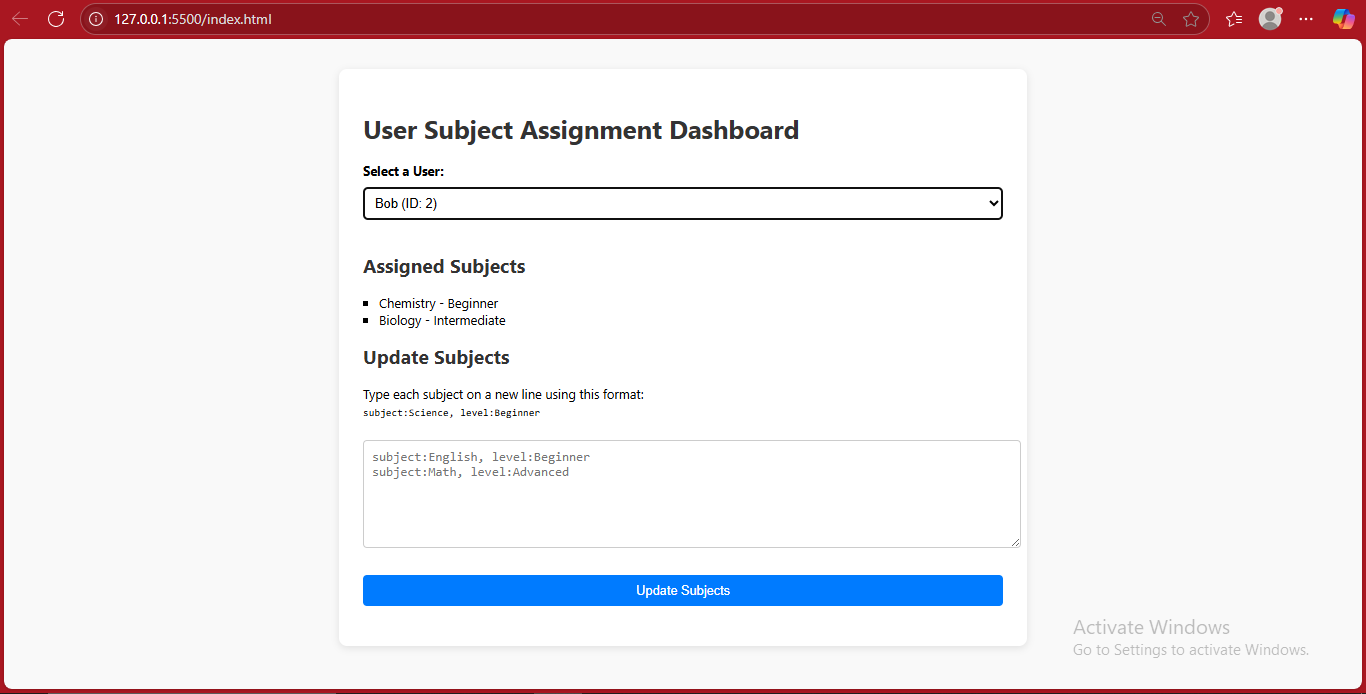 127.0.0.1:5500/index.html
User Subject Assignment Dashboard
Select a User:
Bob (ID: 2)
Assigned Subjects
Chemistry - Beginner
Biology - Intermediate
Update Subjects
Type each subject on a new line using this format:
subject:Science, level:Beginner
subject:English, level:Beginner
subject:Math, level:Advanced
Update Subjects
Activate Windows
Go to Settings to activate Windows.